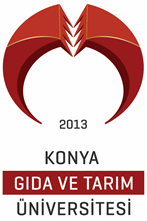 2013
KONYA
GIDA VE TARIM
ÜNİVERSİTESİ